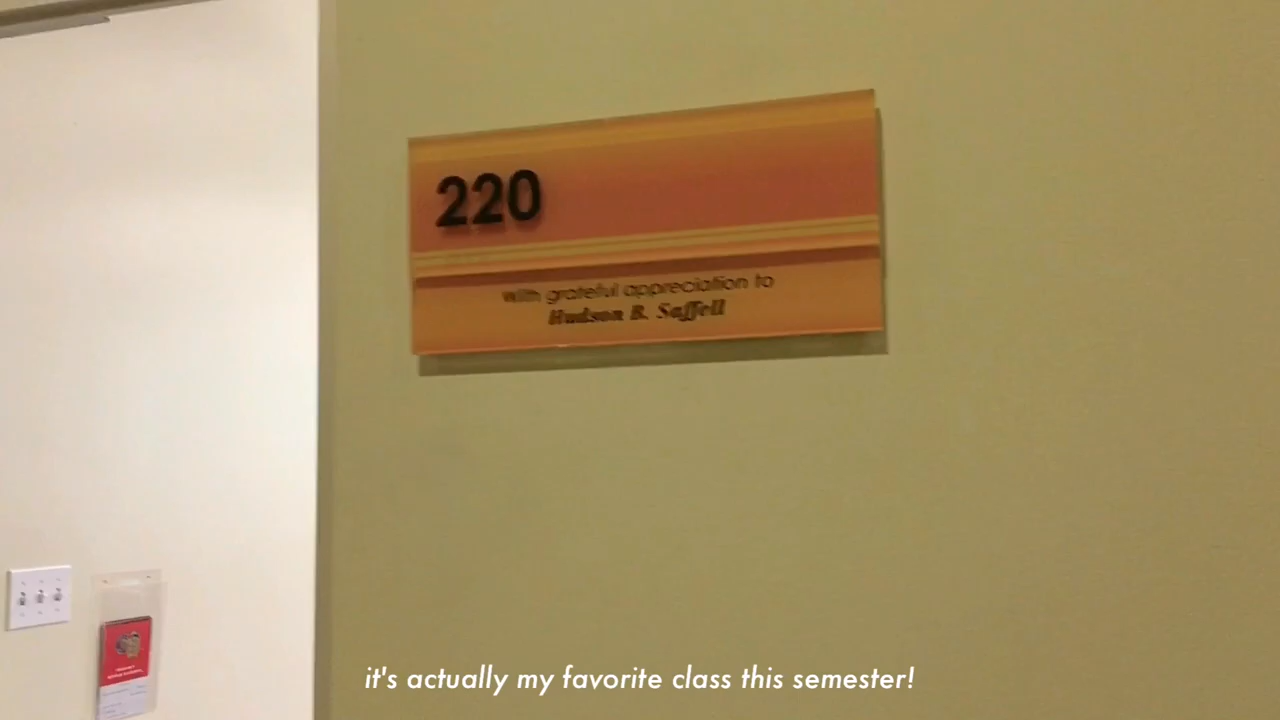 220
with grateful appreciation to
Hudson B. Saffell
it's actually my favorite class this semester!